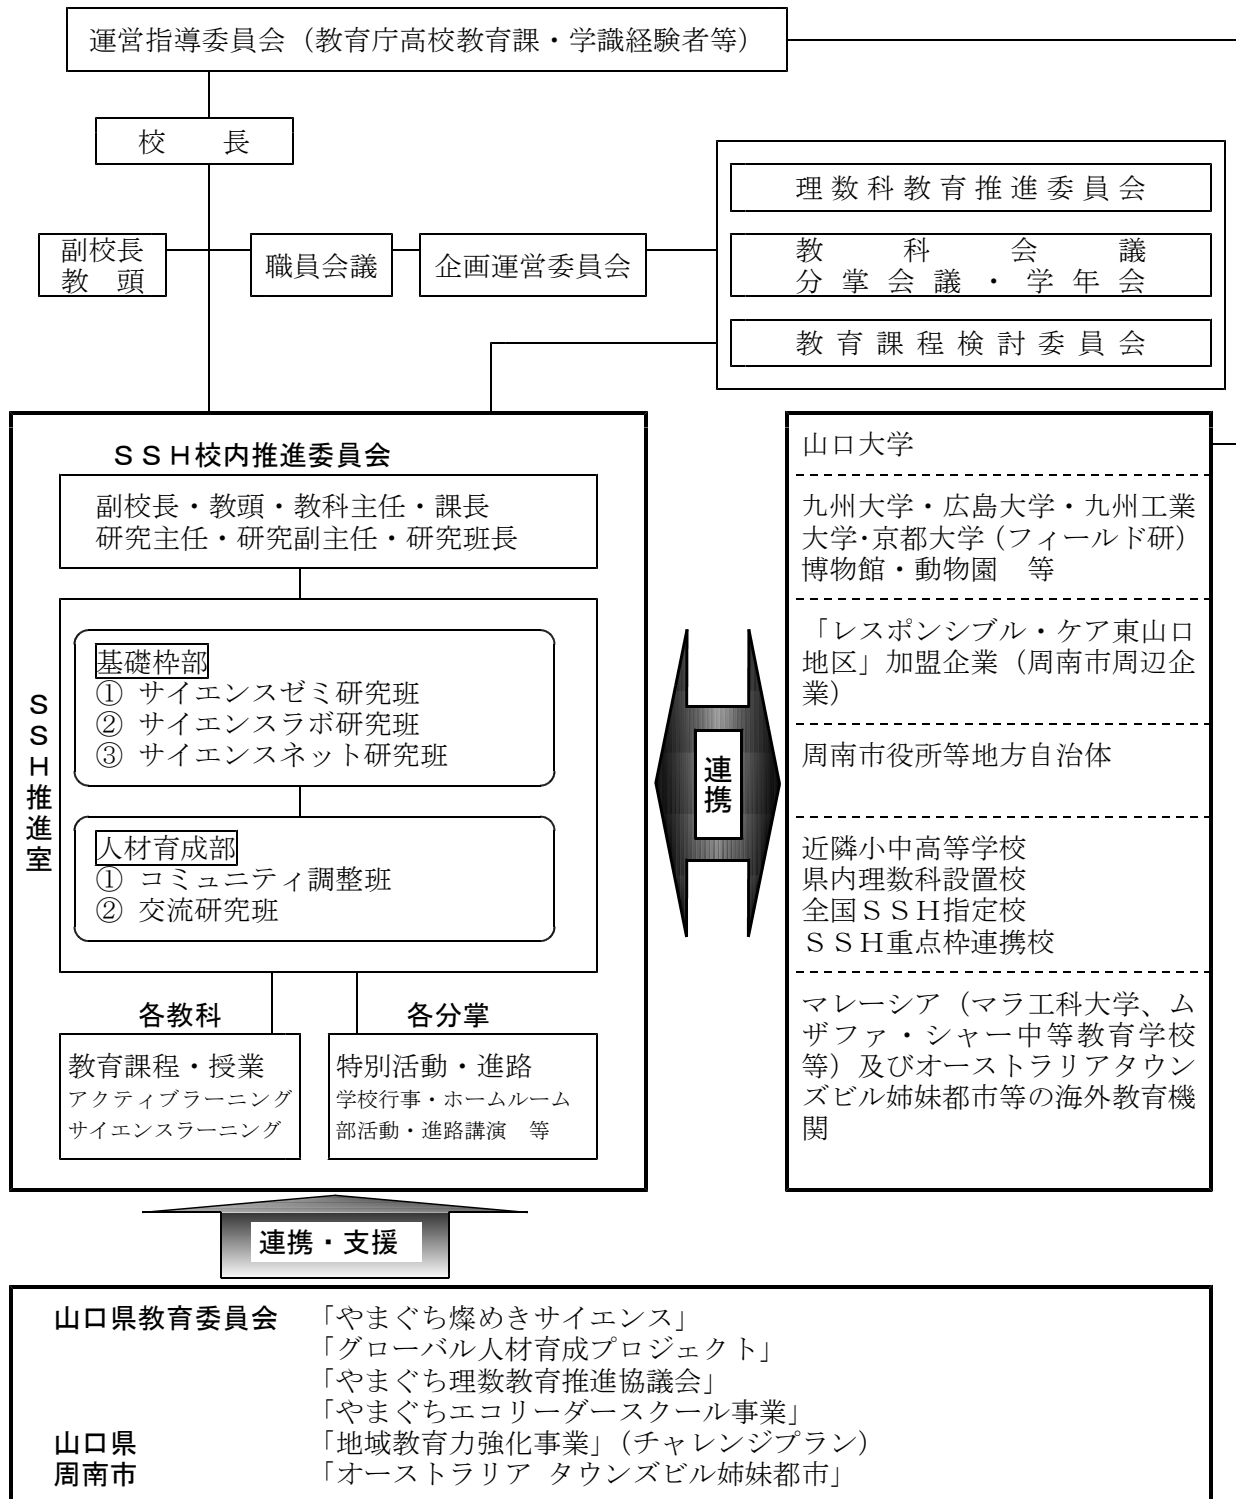 運営指導委員会（教育庁高校教育課・学識経験者等）
校　長
副校長
教　頭
職員会議
企画運営委員会
理数科教育推進委員会
教科会議
分掌会議・学年会
教育課程検討委員会
ＳＳＨ推進室
ＳＳＨ校内推進委員会
副校長・教頭・教科主任・課長
研究主任・研究副主任・研究班長
基礎枠部
① サイエンスゼミ研究班
② サイエンスラボ研究班
③ サイエンスネット研究班
人材育成部
① コミュニティ調整班
② 交流研究班
各教科
教育課程・授業
アクティブラーニング
サイエンスラーニング
各分掌
特別活動・進路
学校行事・ホームルーム
部活動・進路講演　等
連携
山口大学
九州大学・広島大学・九州工業
大学・京都大学（フィールド研）
博物館・動物園　等
「レスポンシブル・ケア東山口
地区」加盟企業（周南市周辺企
業）
周南市役所等地方自治体
近隣小中高等学校
県内理数科設置校
全国ＳＳＨ指定校
ＳＳＨ重点枠連携校
マレーシア（マラ工科大学、ム
ザファ・シャー中等教育学校
等）及びオーストラリアタウン
ズビル姉妹都市等の海外教育機
関
連携・支援
山口県教育委員会　「やまぐち燦めきサイエンス」
「グローバル人材育成プロジェクト」
「やまぐち理数教育推進協議会」
「やまぐちエコリーダースクール事業」
山口県　「地域教育力強化事業」（チャレンジプラン）
周南市　「オーストラリア タウンズビル姉妹都市」